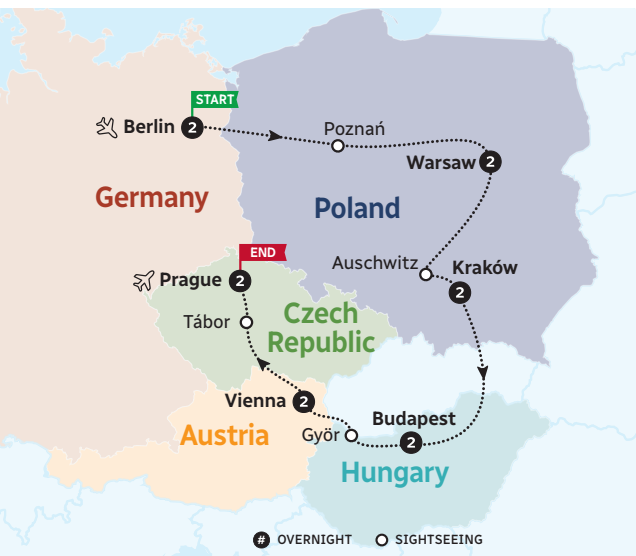 START
Berlin 2
Poznań
Warsaw 2
Germany
Poland
END
Auschwitz
Kraków
2
Prague 2
Tábor
Czech
Republic
Vienna 2
Budapest
2
Austria
Györ
Hungary
# OVERNIGHT
SIGHTSEEING